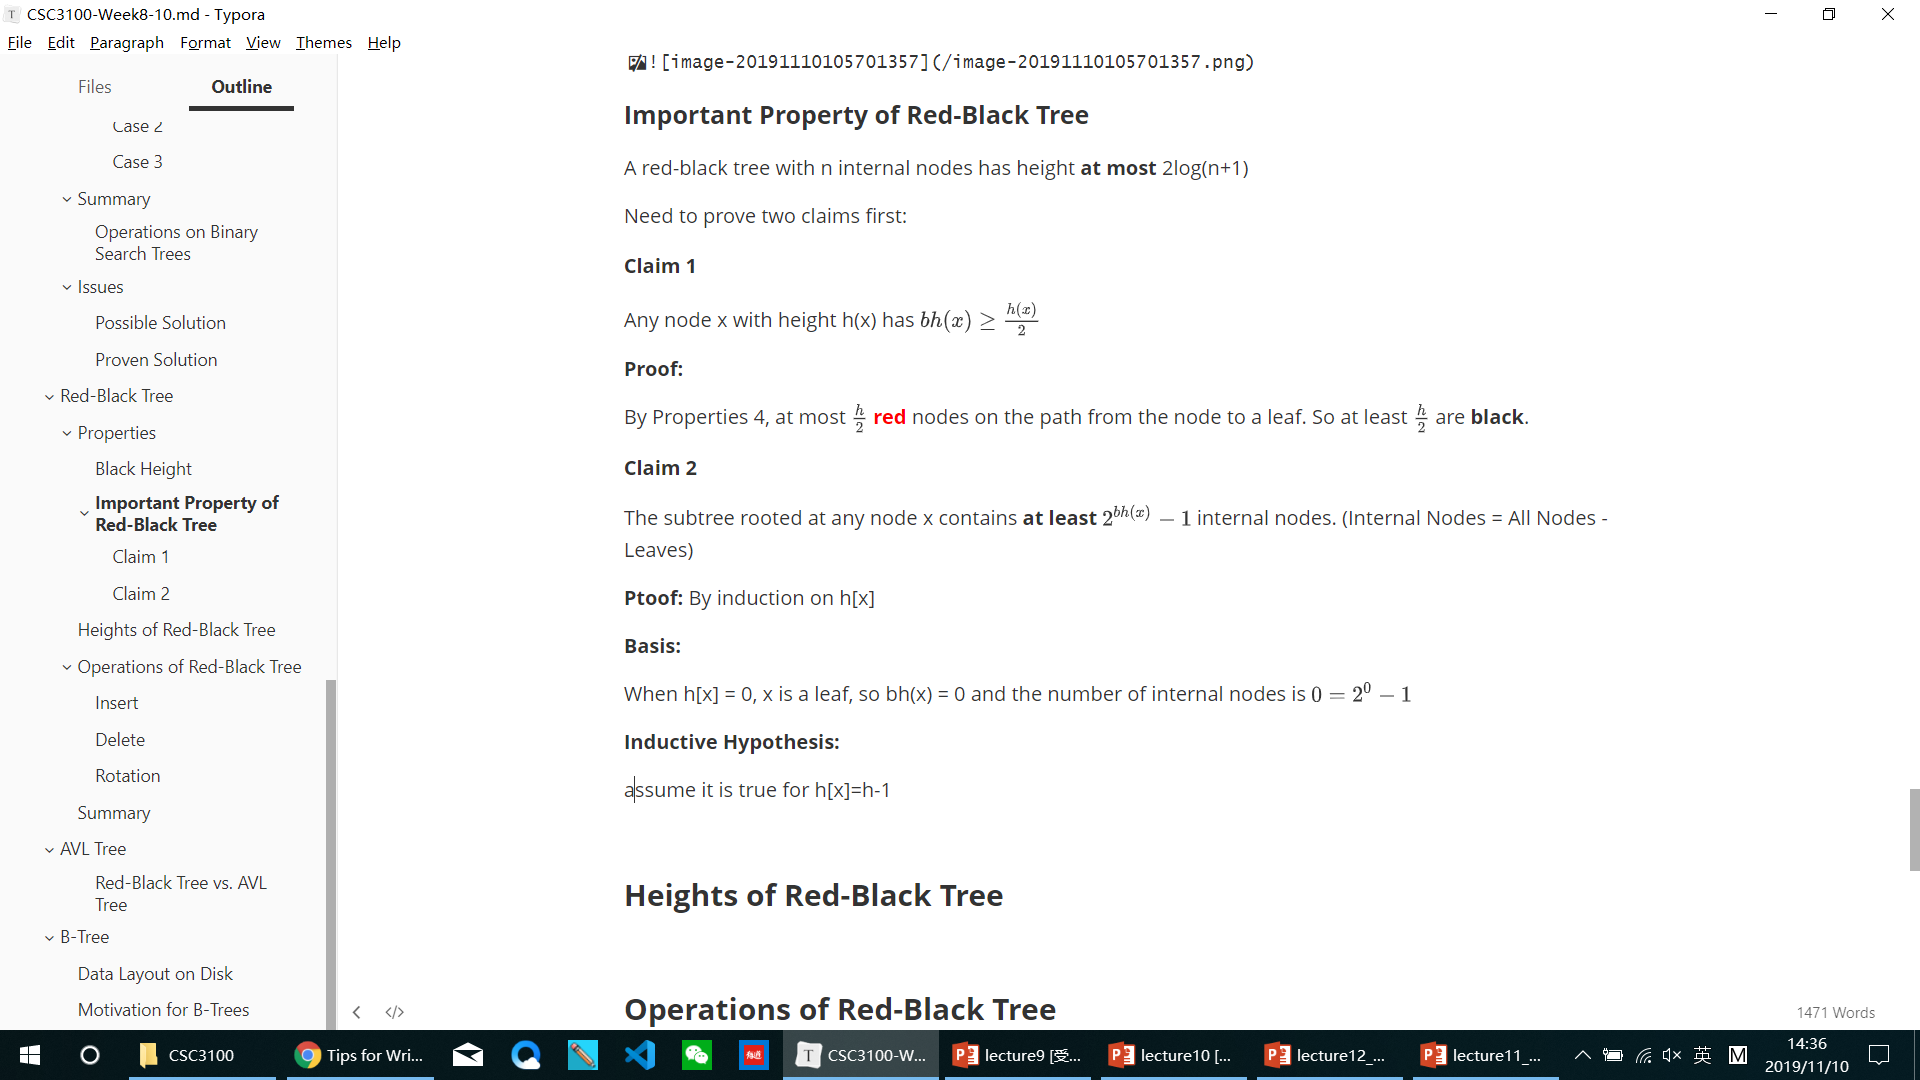 CSC3100-Week8-10.md - Typora
File Edit Paragraph Format View Themes Help
Files Outline
Case 2
Case 3
Summary
Operations on Binary
Search Trees
Issues
Possible Solution
Proven Solution
Red-Black Tree
Properties
Black Height
Important Property of
Red-Black Tree
Claim 1
Claim 2
Heights of Red-Black Tree
Operations of Red-Black Tree
Insert
Delete
Rotation
Summary
AVL Tree
Red-Black Tree vs. AVL
Tree
B-Tree
Data Layout on Disk
Motivation for B-Trees
![image-20191110105701357](/image-20191110105701357.png)
Important Property of Red-Black Tree
A red-black tree with n internal nodes has height at most 2log(n+1)
Need to prove two claims first:
Claim 1
Any node x with height h(x) has bh(x) ≥ h(x)/2
Proof:
By Properties 4, at most h/2 red nodes on the path from the node to a leaf. So at least h/2 are black.
Claim 2
The subtree rooted at any node x contains at least 2^{bh(x)} − 1 internal nodes. (Internal Nodes = All Nodes -
Leaves)
Ptoof: By induction on h[x]
Basis:
When h[x] = 0, x is a leaf, so bh(x) = 0 and the number of internal nodes is 0 = 2^0 − 1
Inductive Hypothesis:
assume it is true for h[x]=h-1
Heights of Red-Black Tree
Operations of Red-Black Tree
1471 Words
CSC3100 Tips for Wri... CSC3100-W... lecture9 [受... lecture10 [... lecture12_... lecture11_... 英 M
14:36
2019/11/10